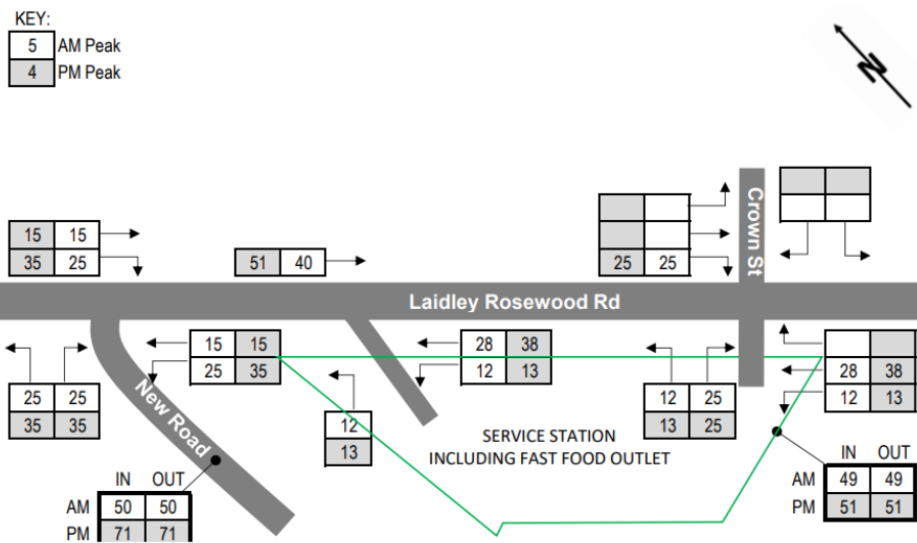 KEY:
5 AM Peak
4 PM Peak
N
Crown St
15 15
35 25
51 40
25 25
Laidley Rosewood Rd
15 15
25 35
28 38
12 13
28 38
12 13
25 25
35 35
New Road
12
13
12 25
13 25
SERVICE STATION
INCLUDING FAST FOOD OUTLET
IN OUT
AM 49 49
PM 51 51
IN OUT
AM 50 50
PM 71 71